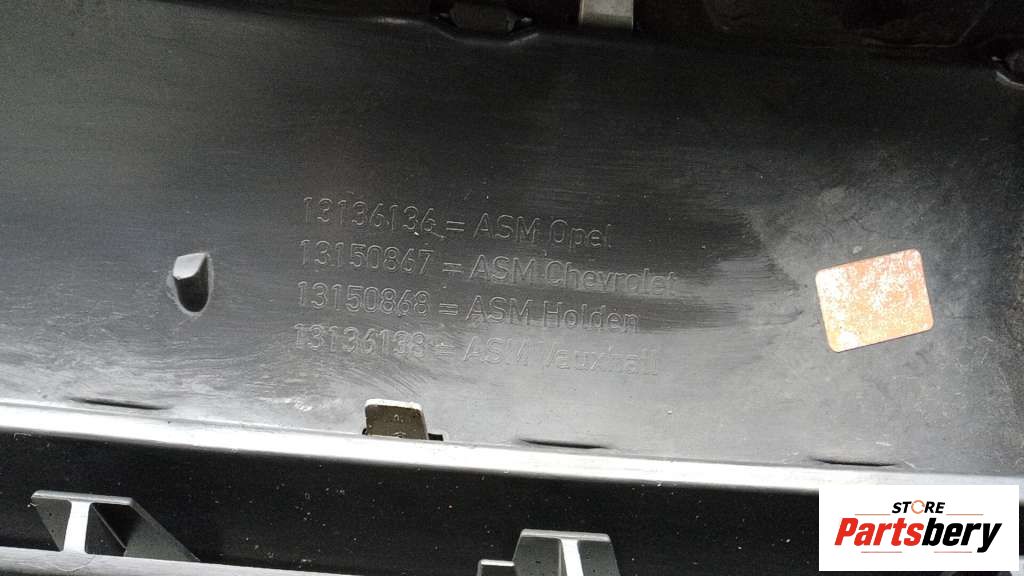 13136136 = ASM Opel
13150867 = ASM Chevrolet
13150868 = ASM Holden
13136138 = ASM Vauxhall
STORE
Partsbery